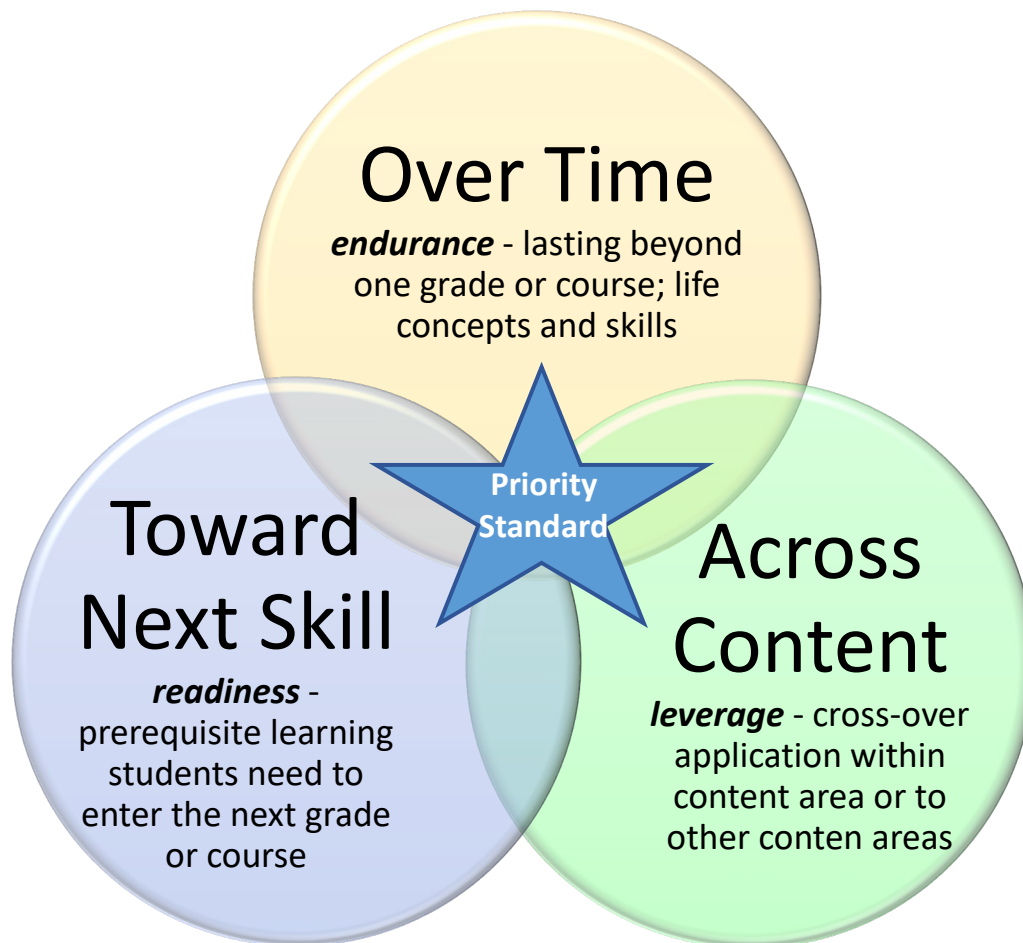 Over Time
endurance - lasting beyond
one grade or course; life
concepts and skills
Priority
Standard
Toward
Next Skill
readiness -
prerequisite learning
students need to
enter the next grade
or course
Across
Content
leverage - cross-over
application within
content area or to
other conten areas